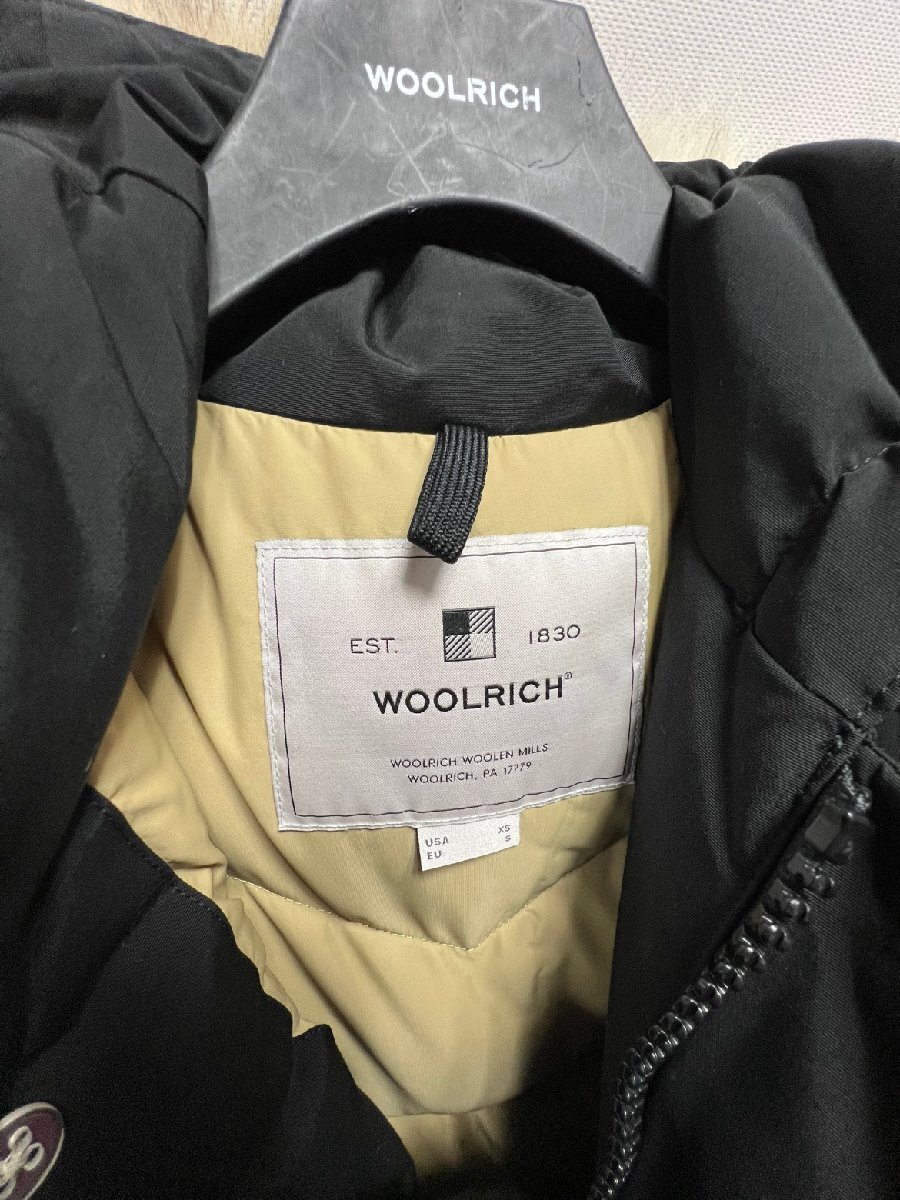 WOOLRICH
EST. 1830
WOOLRICH®
WOOLRICH WOOLEN MILLS
WOOLRICH, PA 17779
USA XS
EU S